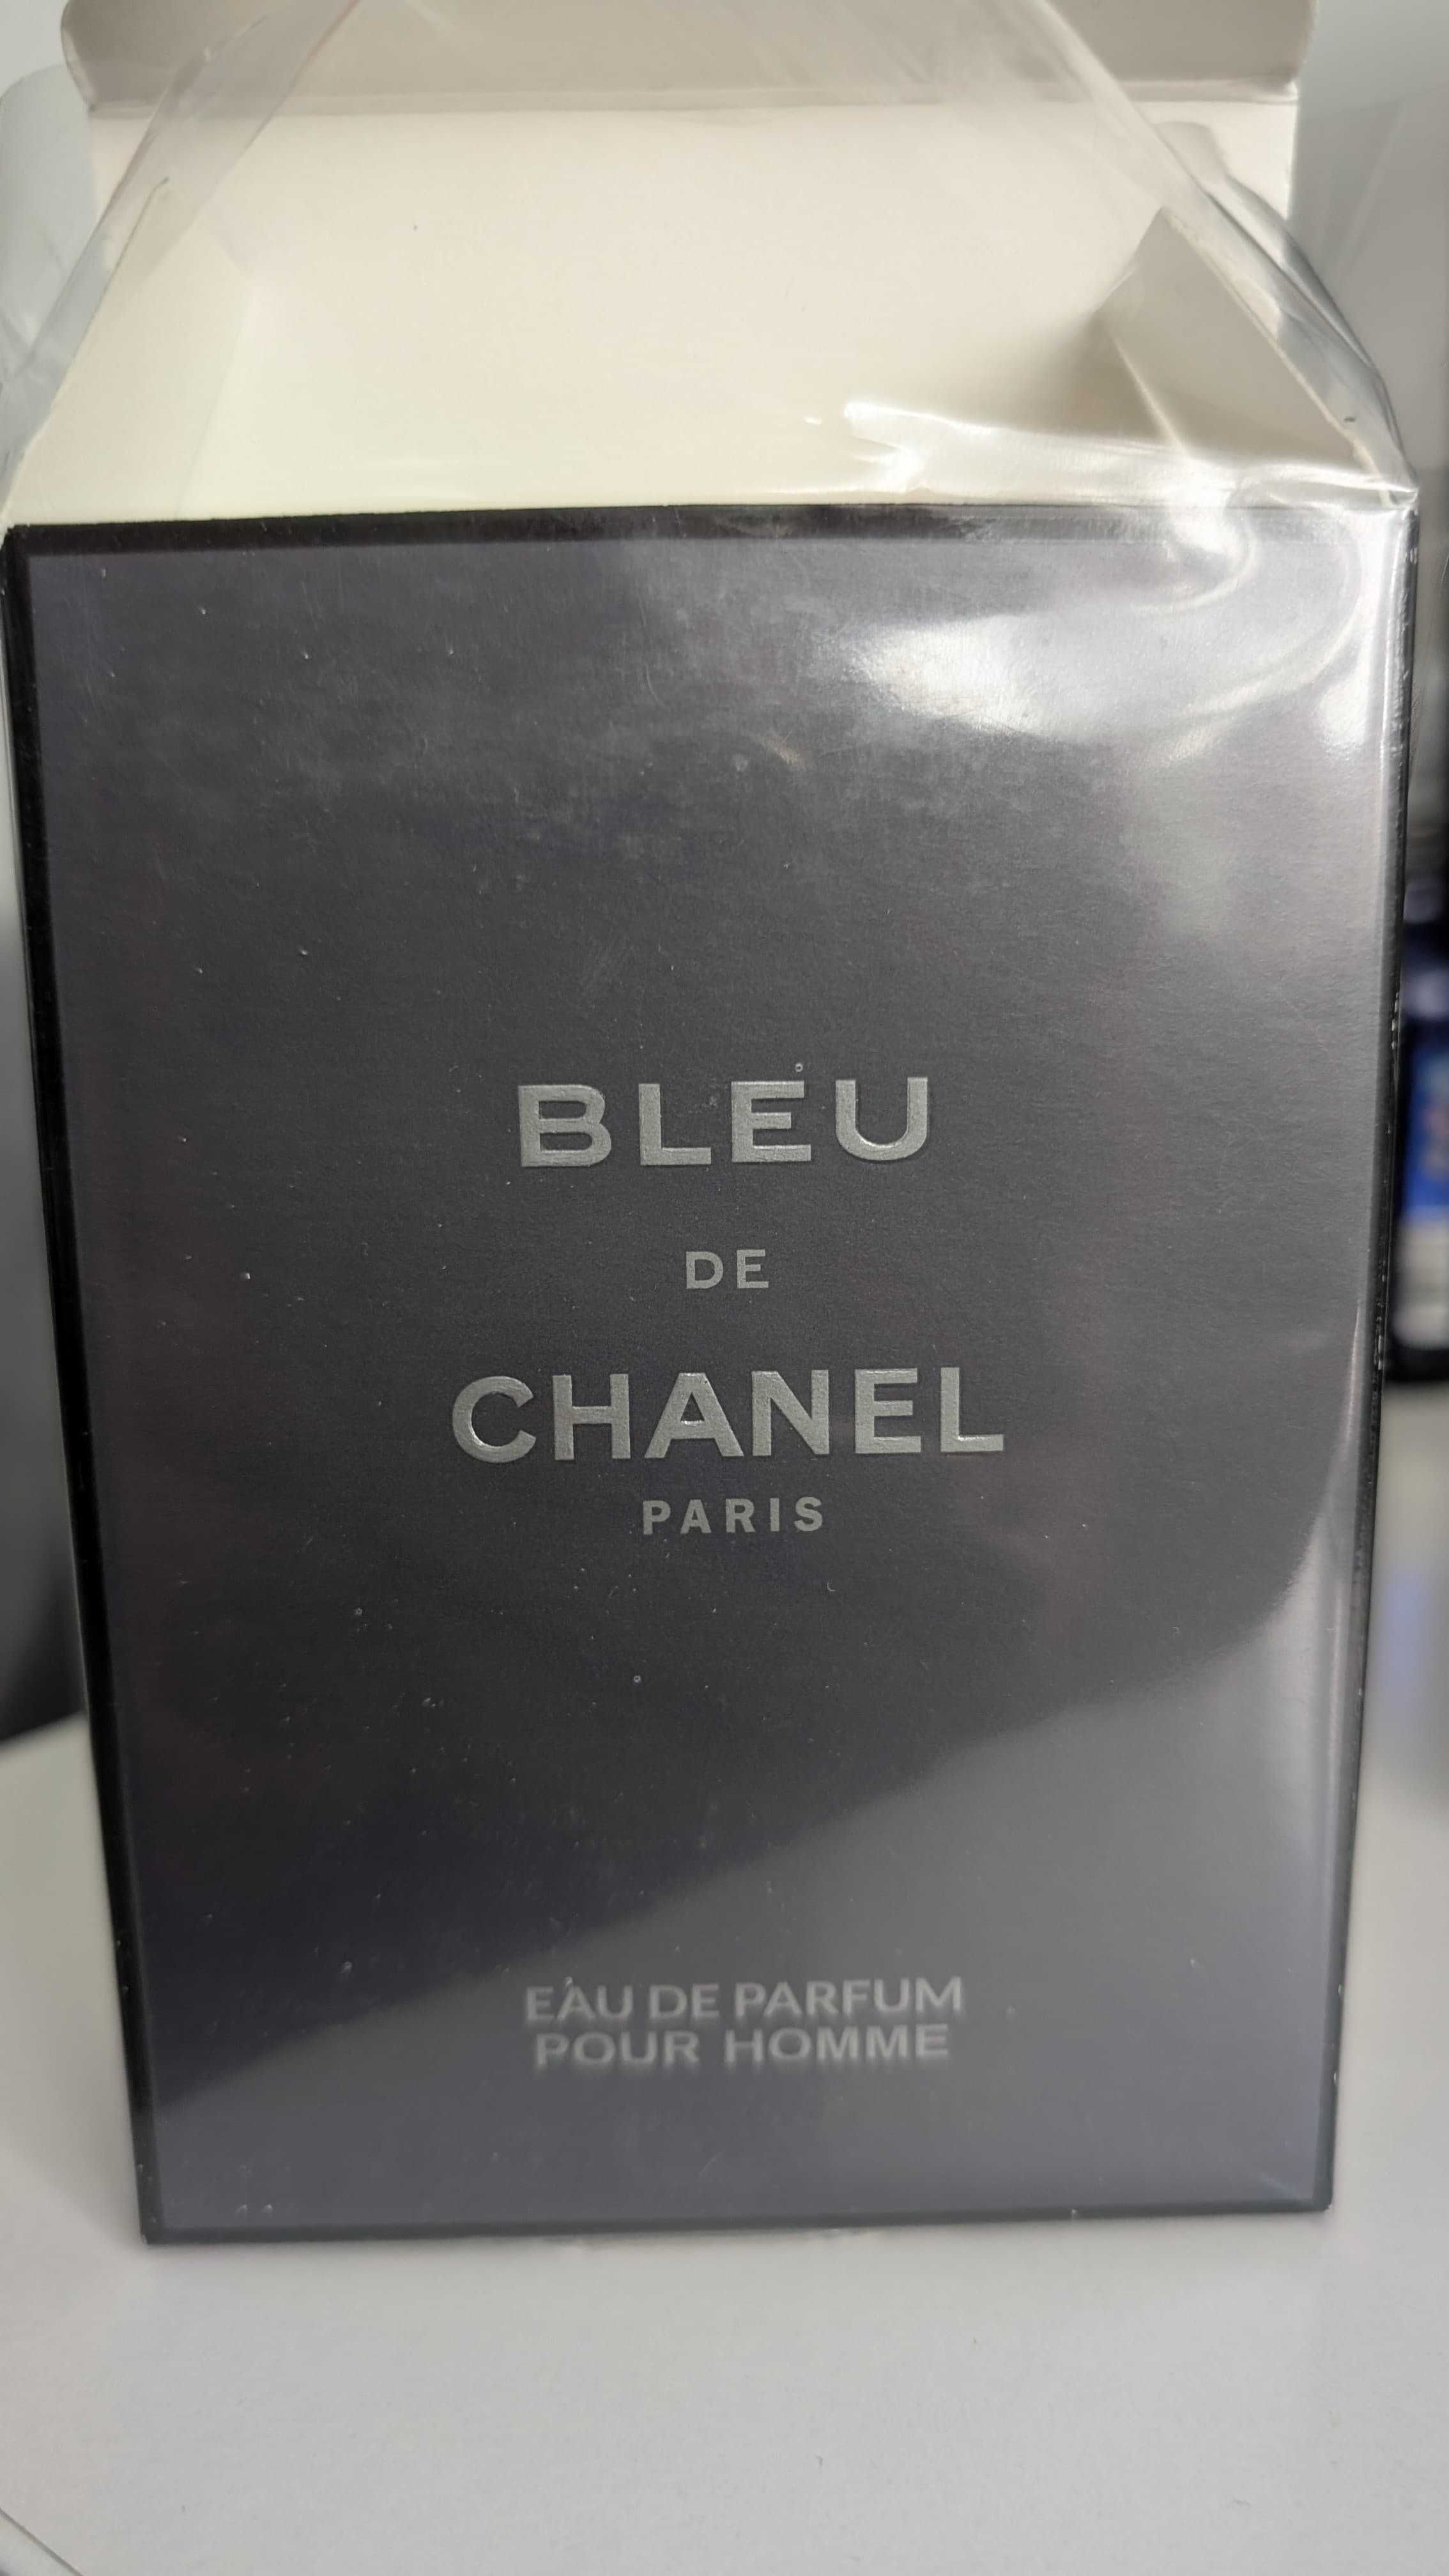 BLEU
DE
CHANEL
PARIS
EAU DE PARFUM
POUR HOMME